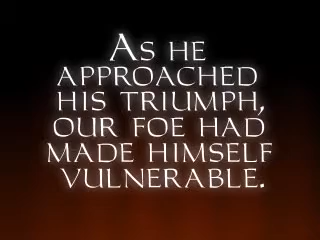 As he
approached
his triumph,
our foe had
made himself
vulnerable.